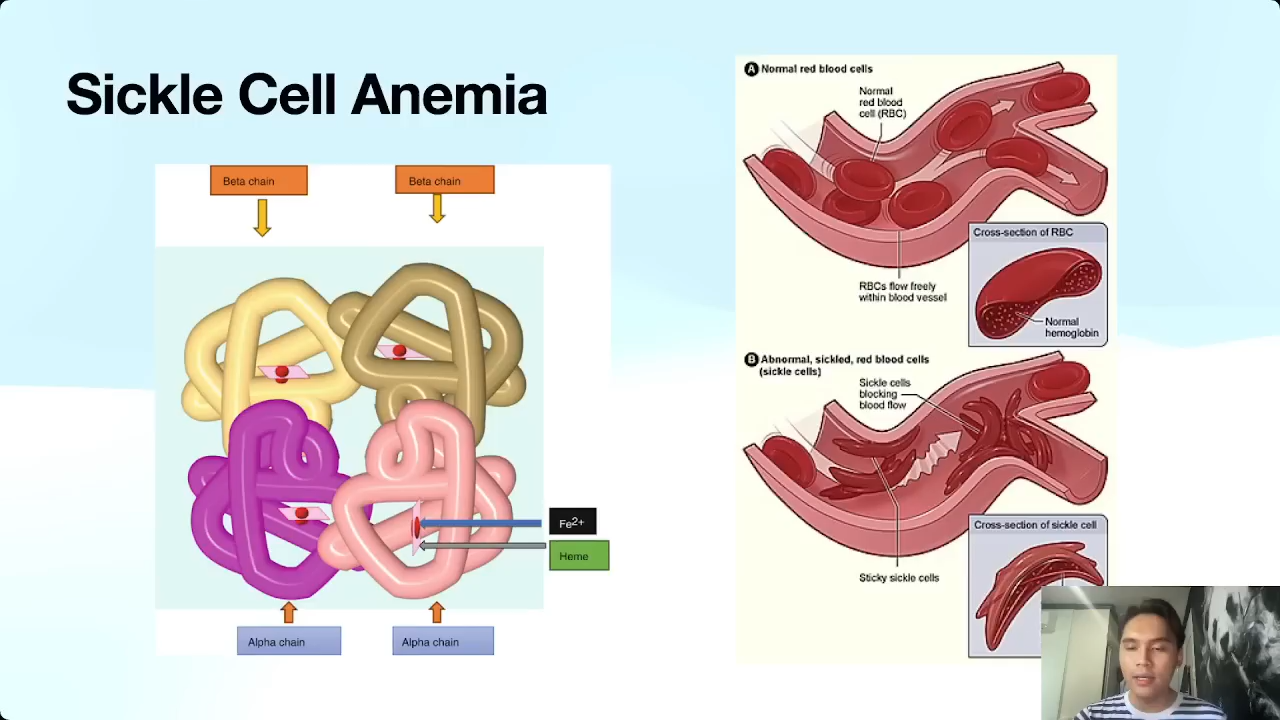 Sickle Cell Anemia
Beta chain
Beta chain
Fe2+
Heme
Alpha chain
Alpha chain
A Normal red blood cells
Normal
red blood
cell (RBC)
RBCs flow freely
within blood vessel
Cross-section of RBC
Normal
hemoglobin
B Abnormal, sickled, red blood cells
(sickle cells)
Sickle cells
blocking
blood flow
Sticky sickle cells
Cross-section of sickle cell